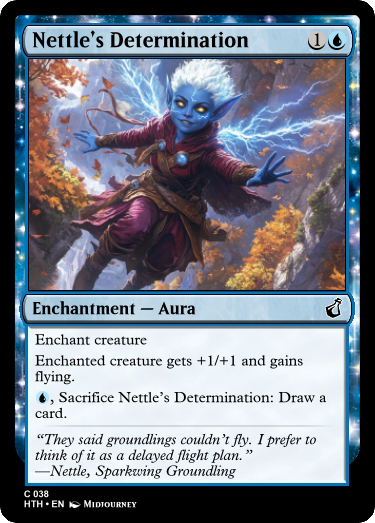 Nettle's Determination 1
Enchantment — Aura
Enchant creature
Enchanted creature gets +1/+1 and gains
flying.
, Sacrifice Nettle's Determination: Draw a
card.
“They said groundlings couldn't fly. I prefer to
think of it as a delayed flight plan.”
—Nettle, Sparkwing Groundling
C 038
HTH • EN Midjourney